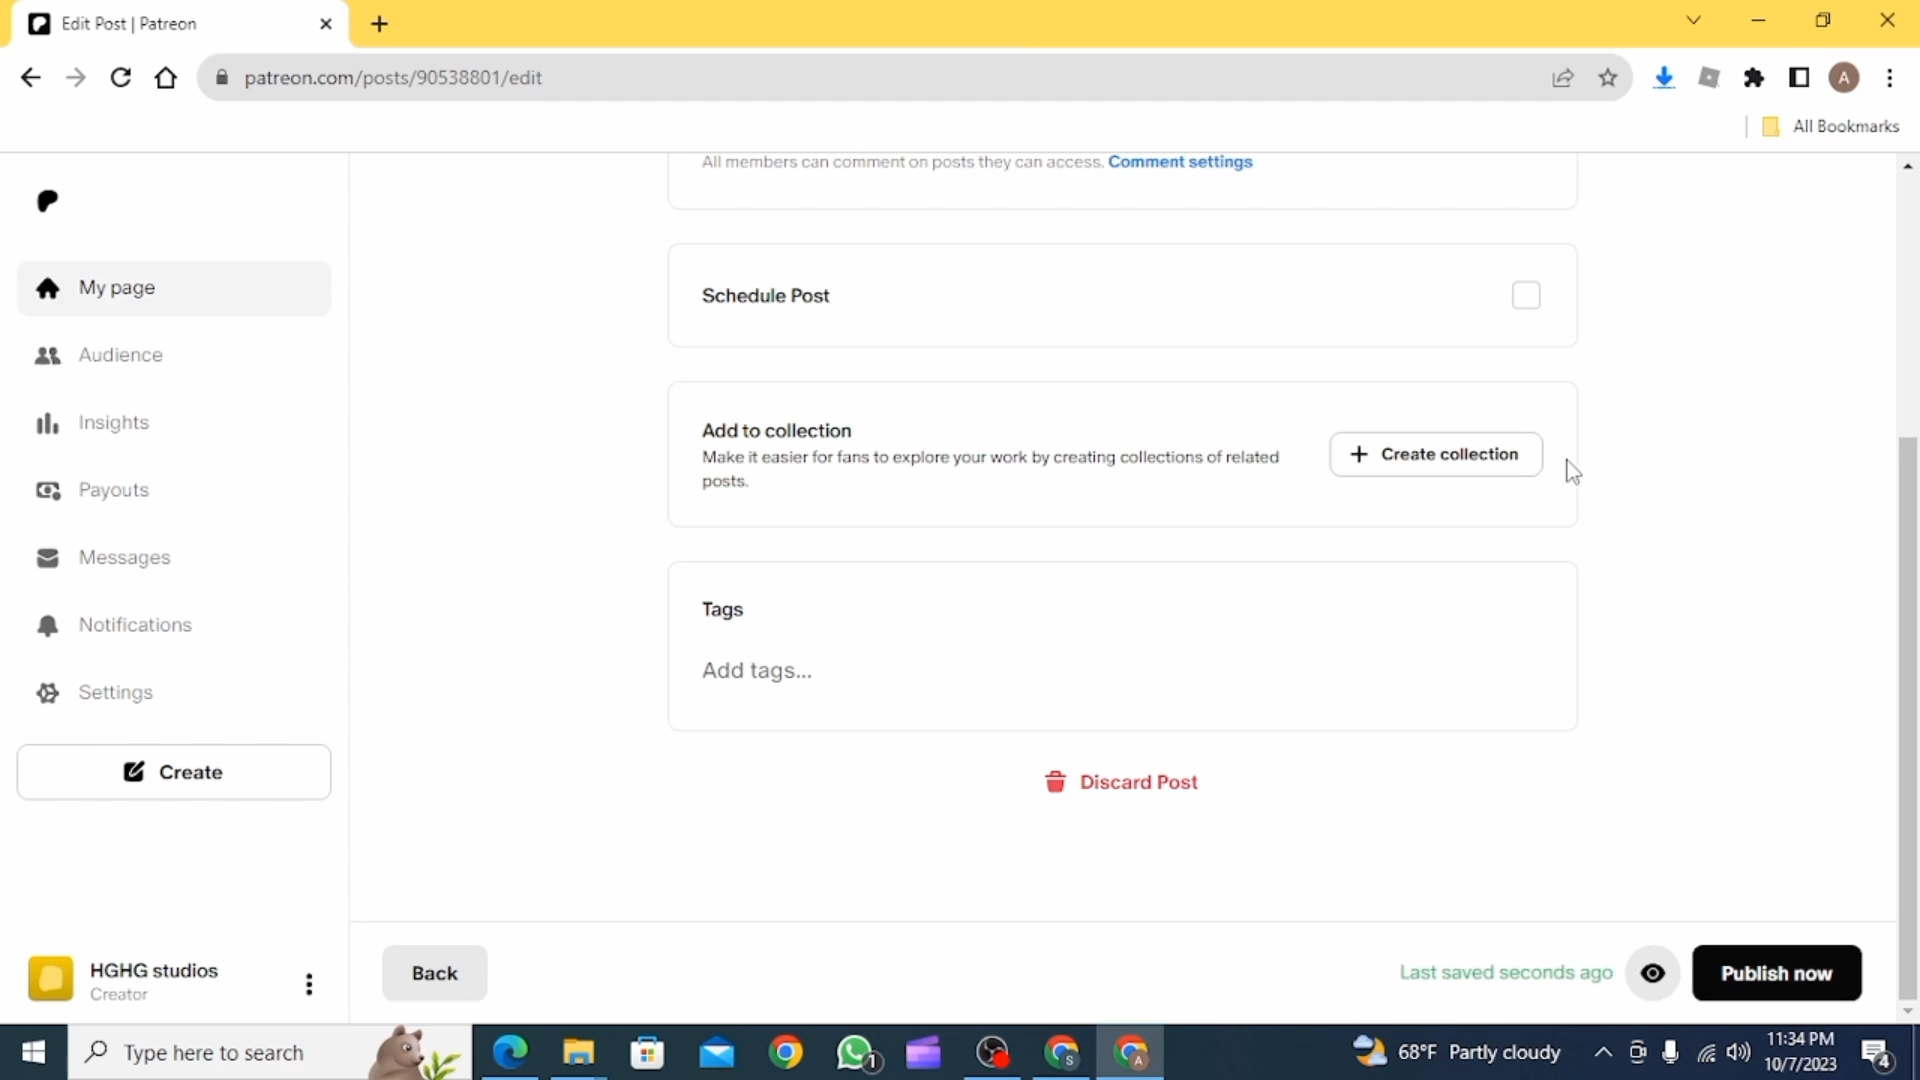 Edit Post | Patreon
patreon.com/posts/90538801/edit
A
All Bookmarks
All members can comment on posts they can access. Comment settings
My page
Schedule Post
Audience
Insights
Add to collection
Make it easier for fans to explore your work by creating collections of related
posts.
Create collection
Payouts
Messages
Notifications
Tags
Add tags...
Settings
Create
Discard Post
HGHG studios
Creator
Back
Last saved seconds ago
Publish now
Type here to search
1
S
A
68°F Partly cloudy
11:34 PM
10/7/2023
4